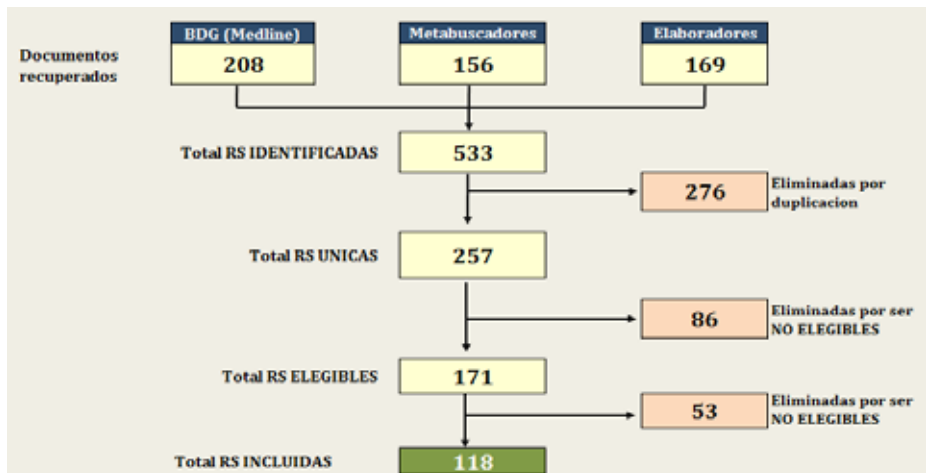 BDG (Medline)
Metabuscadores
Elaboradores
Documentos
recuperados
208
156
169
Total RS IDENTIFICADAS
533
276
Eliminadas por
duplicacion
Total RS UNICAS
257
86
Eliminadas por ser
NO ELEGIBLES
Total RS ELEGIBLES
171
53
Eliminadas por ser
NO ELEGIBLES
Total RS INCLUIDAS
118